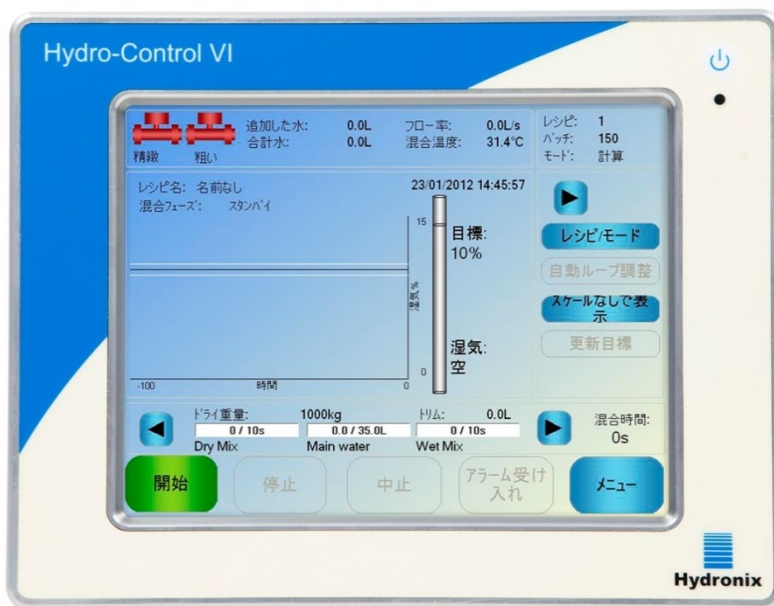 Hydro-Control VI
追加した水: 0.0L フロー率: 0.0L/s レシピ: 1
合計水: 0.0L 混合温度: 31.4°C バッチ: 150
精緻 粗い モード: 計算
レシピ名: 名前なし 23/01/2012 14:45:57
混合フェーズ: スタンバイ
15
目標:
10%
レシピ/モード
自動ループ調整
湿気 %
スケールなしで表
示
湿気:
空
更新目標
0
-100 時間 0
ドライ重量: 1000kg トリム: 0.0L 混合時間:
0 / 10s 0.0 / 35.0L 0 / 10s 0s
Dry Mix Main water Wet Mix
開始 停止 中止 アラーム受け
入れ メニュー
Hydronix